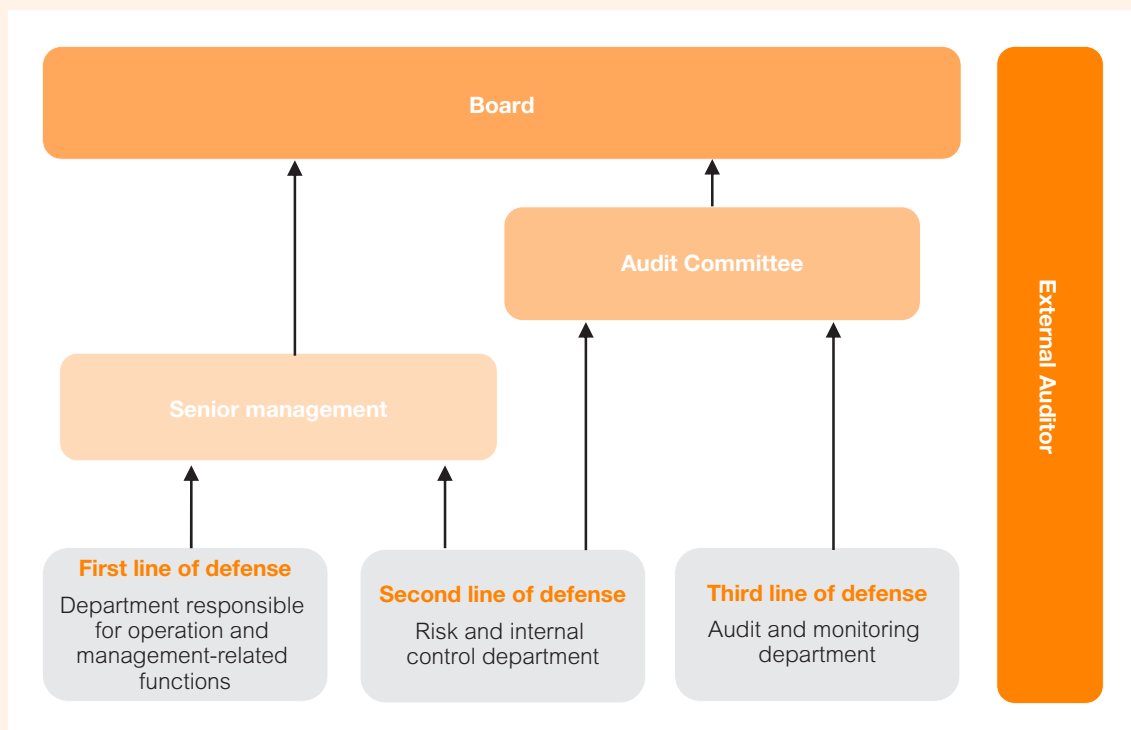 Board
Audit Committee
External Auditor
Senior management
First line of defense
Department responsible
for operation and
management-related
functions
Second line of defense
Risk and internal
control department
Third line of defense
Audit and monitoring
department